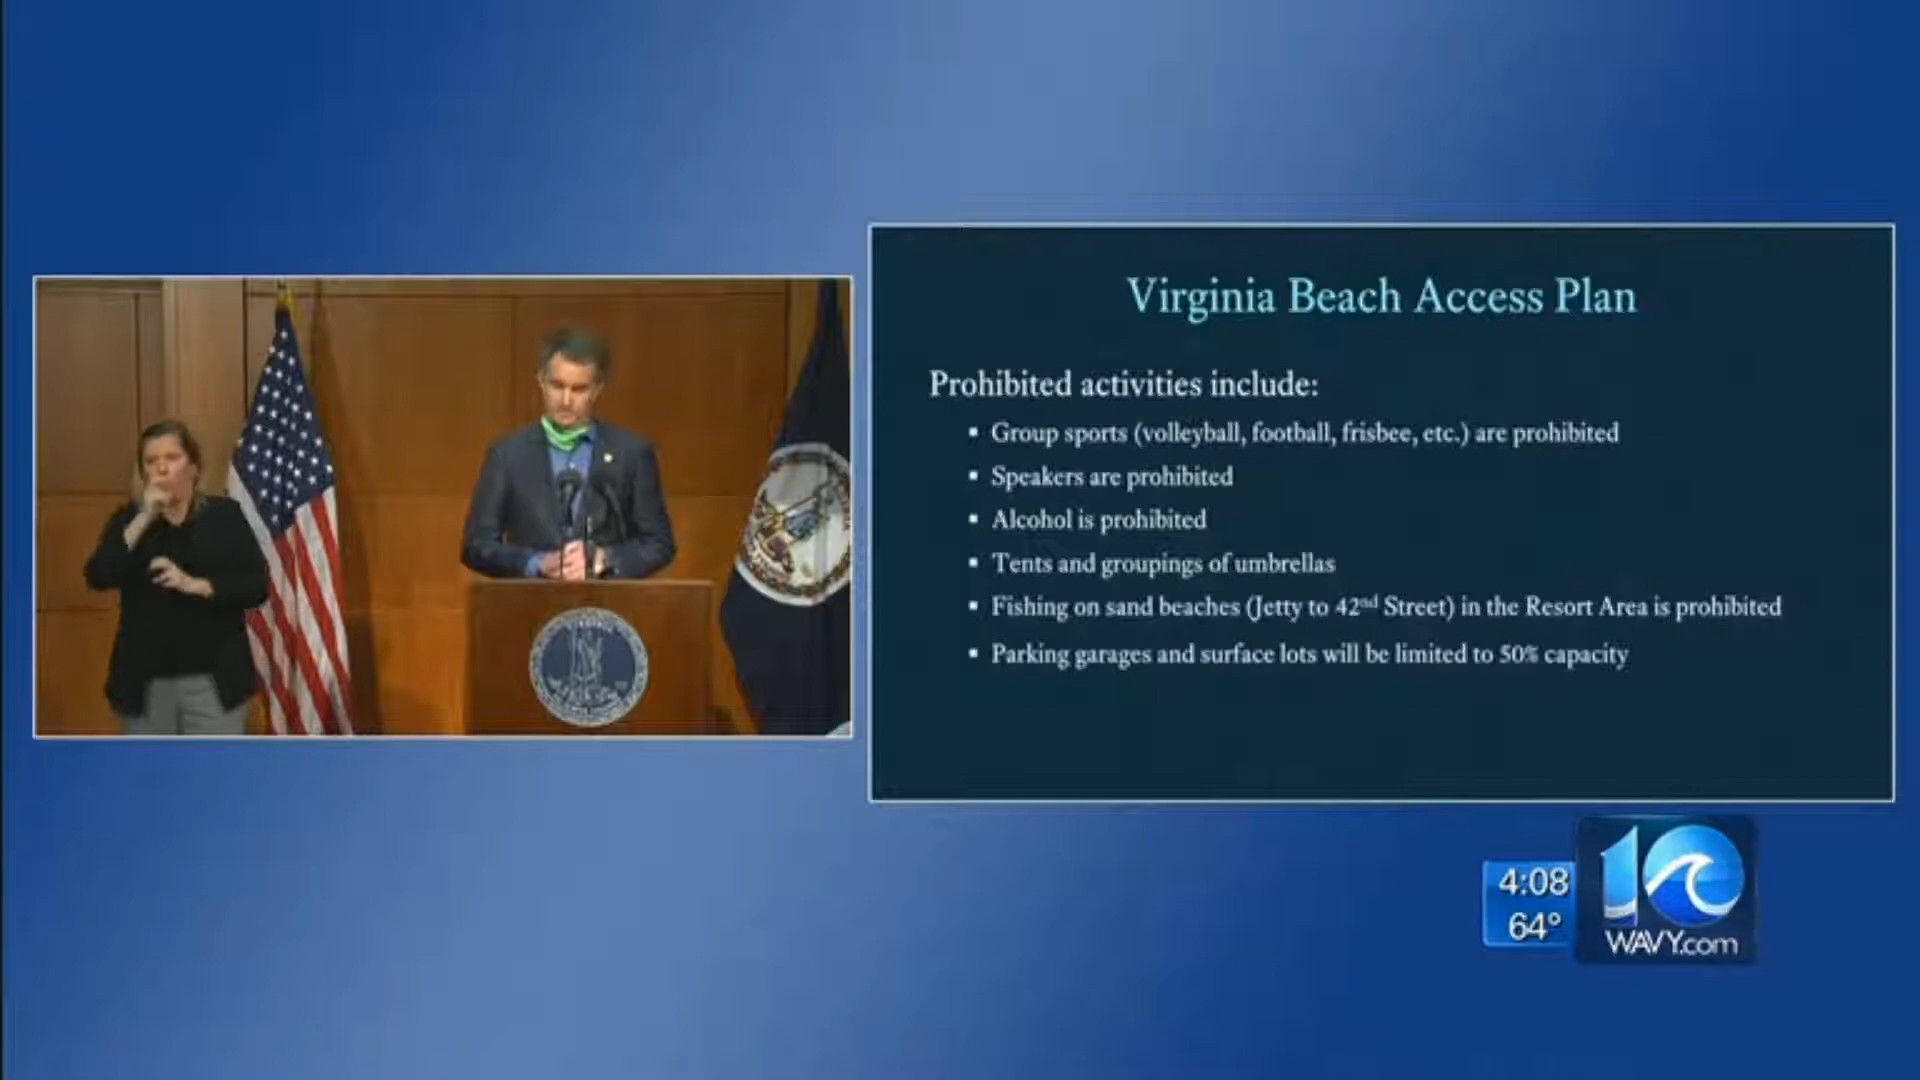 Virginia Beach Access Plan
Prohibited activities include:
▪ Group sports (volleyball, football, frisbee, etc.) are prohibited
▪ Speakers are prohibited
▪ Alcohol is prohibited
▪ Tents and groupings of umbrellas
▪ Fishing on sand beaches (Jetty to 42nd Street) in the Resort Area is prohibited
▪ Parking garages and surface lots will be limited to 50% capacity
4:08
64°
10
WAVY.com